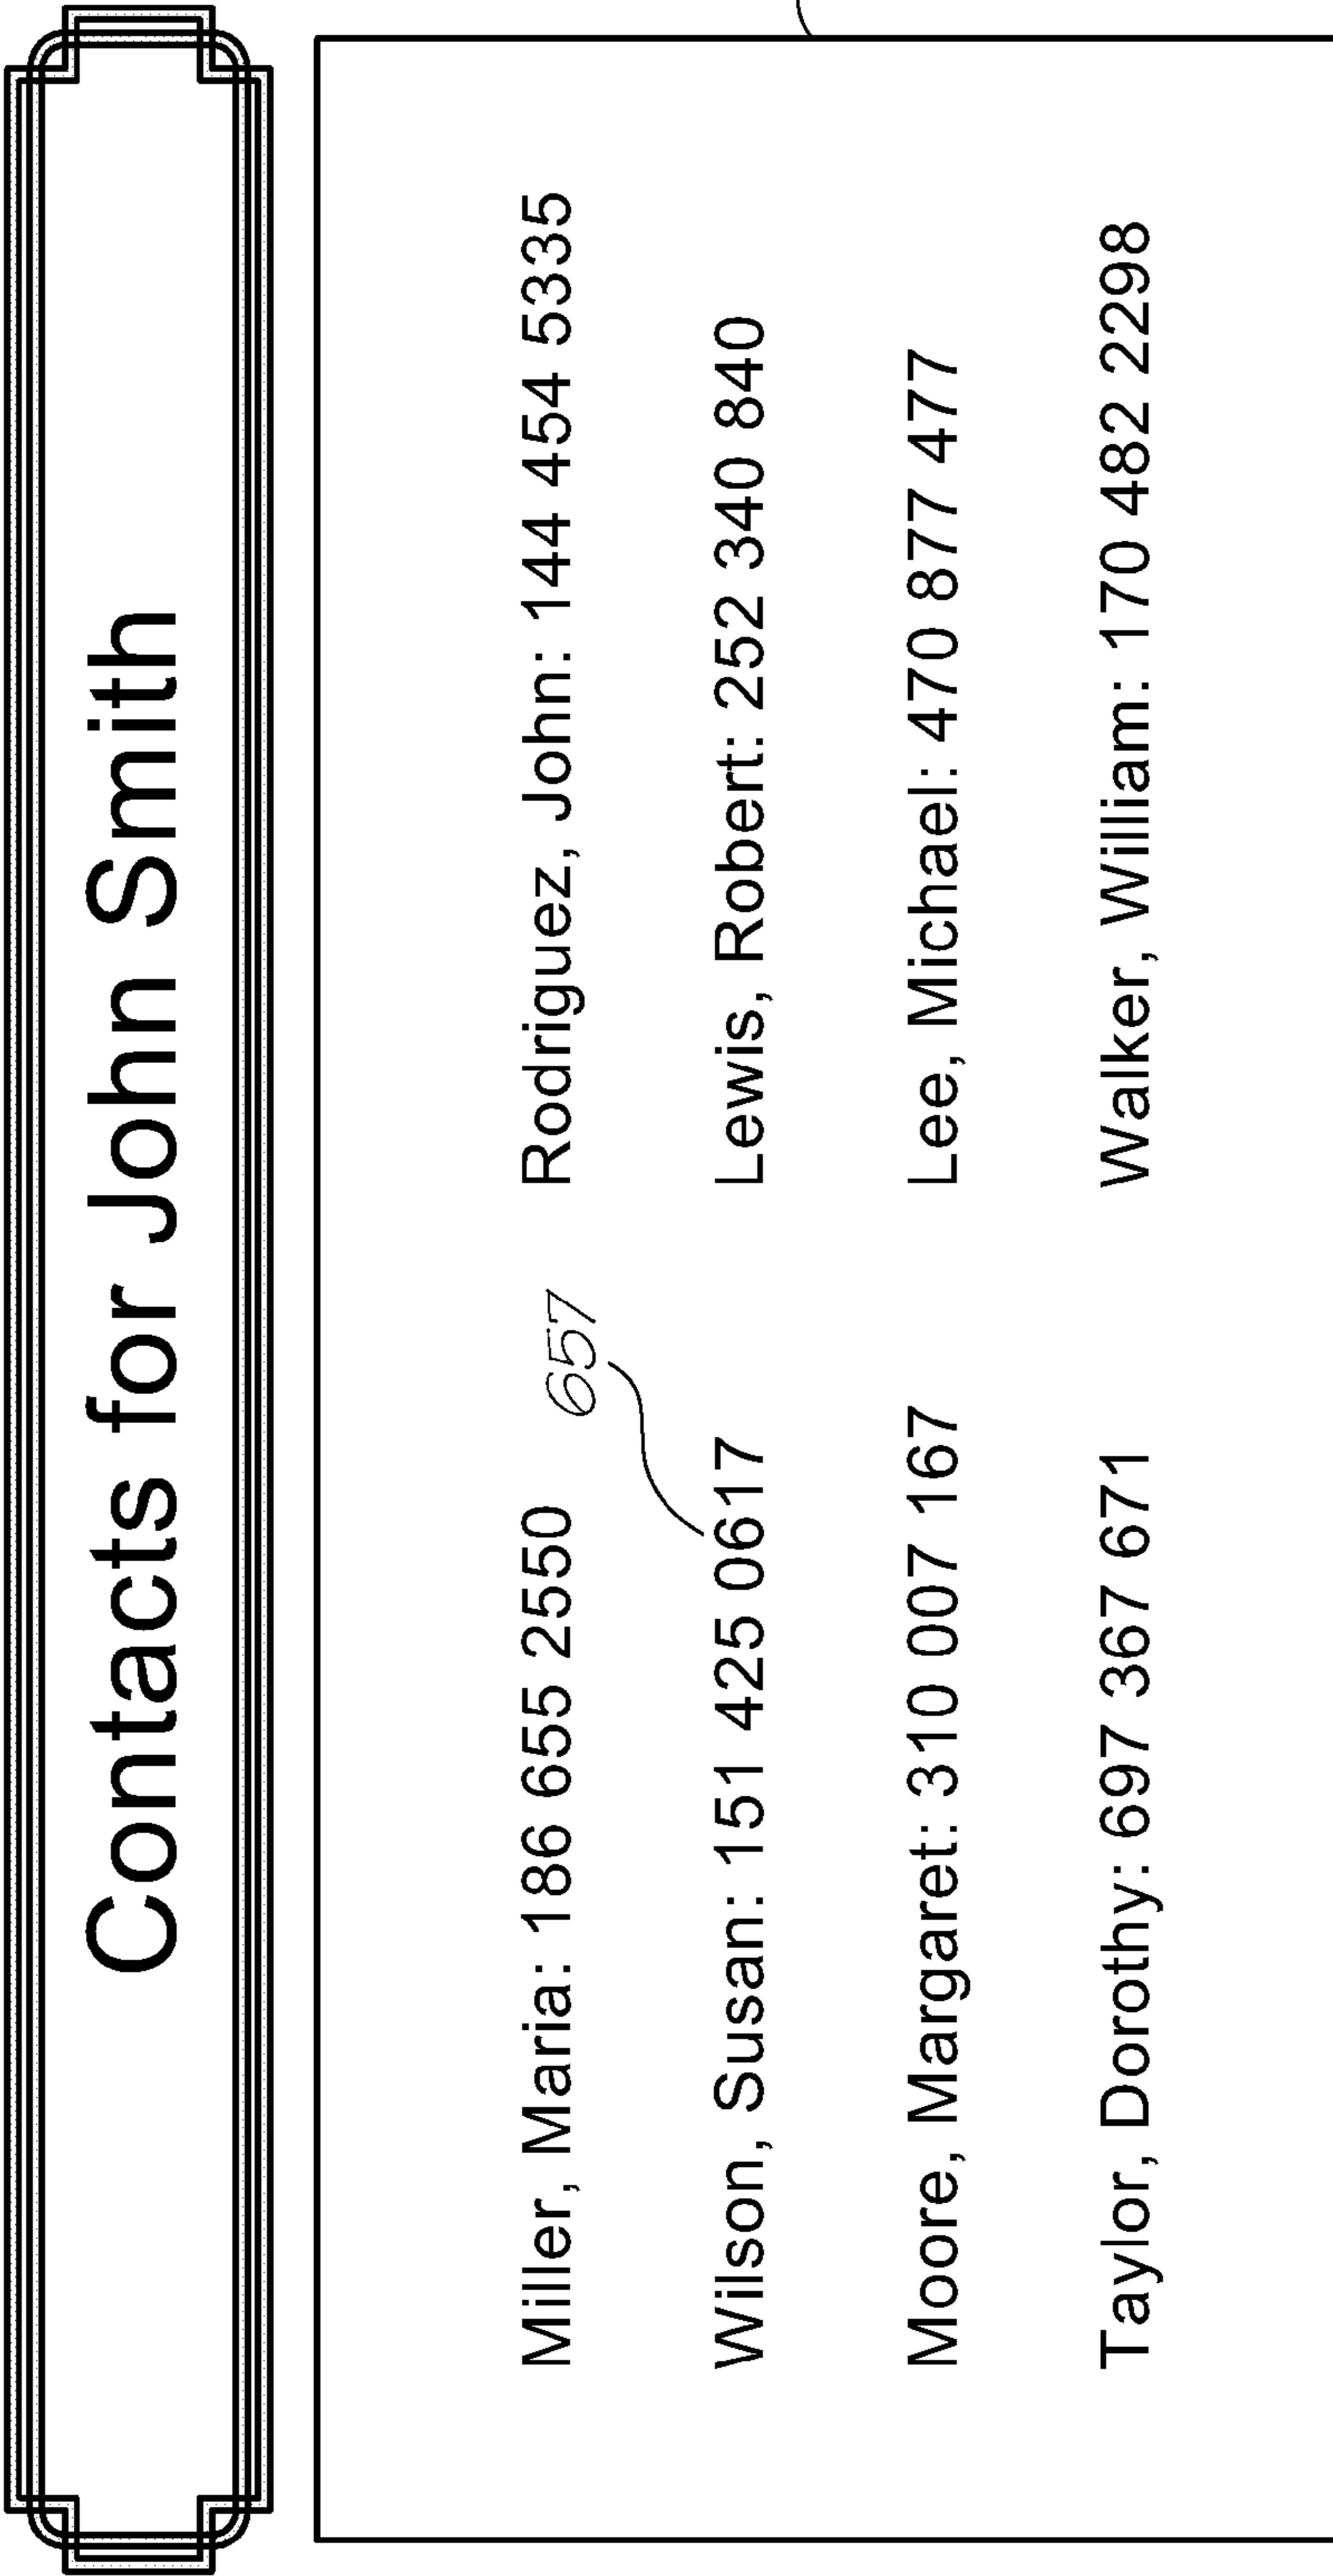 Contacts for John Smith
Miller, Maria: 186 655 2550
657
Wilson, Susan: 151 425 0617
Moore, Margaret: 310 007 167
Taylor, Dorothy: 697 367 671
Rodriguez, John: 144 454 5335
Lewis, Robert: 252 340 840
Lee, Michael: 470 877 477
Walker, William: 170 482 2298